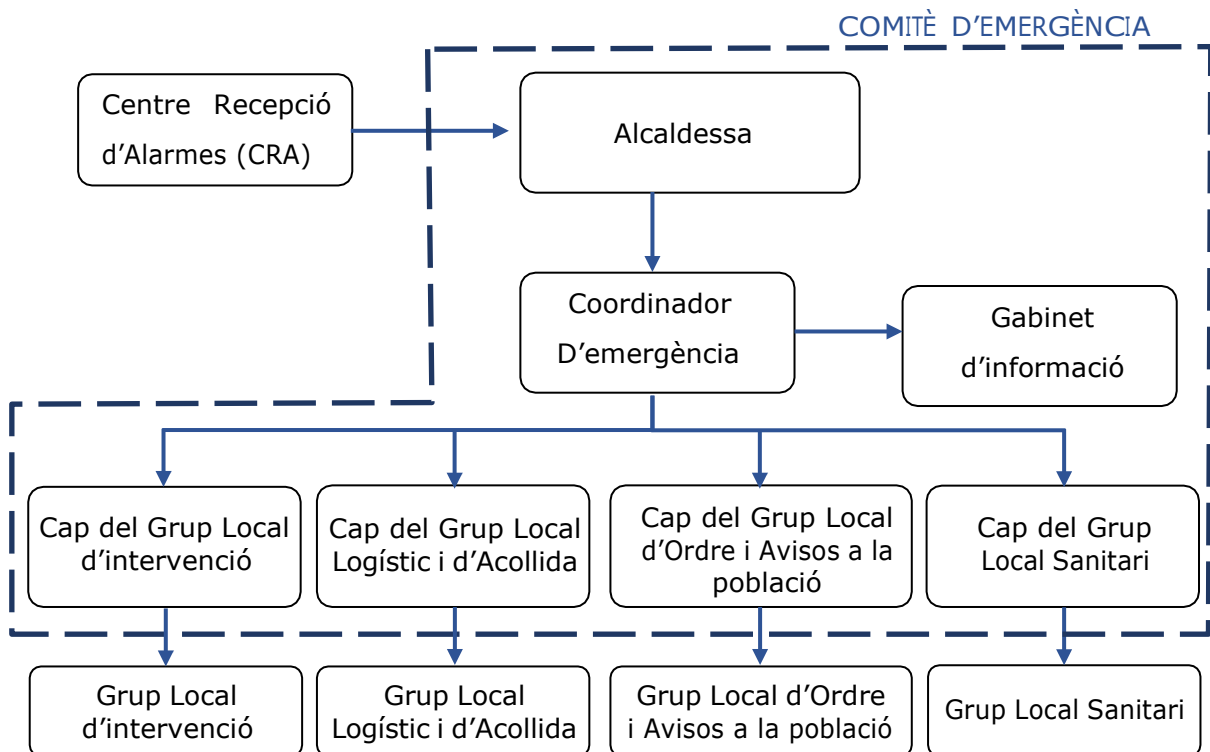 COMITÈ D’EMERGÈNCIA
Centre Recepció
d’Alarmes (CRA)
Alcaldessa
Coordinador
D’emergència
Gabinet
d’informació
Cap del Grup Local
d’intervenció
Cap del Grup Local
Logístic i d’Acollida
Cap del Grup Local
d’Ordre i Avisos a la
població
Cap del Grup
Local Sanitari
Grup Local
d’intervenció
Grup Local
Logístic i d’Acollida
Grup Local d’Ordre
i Avisos a la població
Grup Local Sanitari